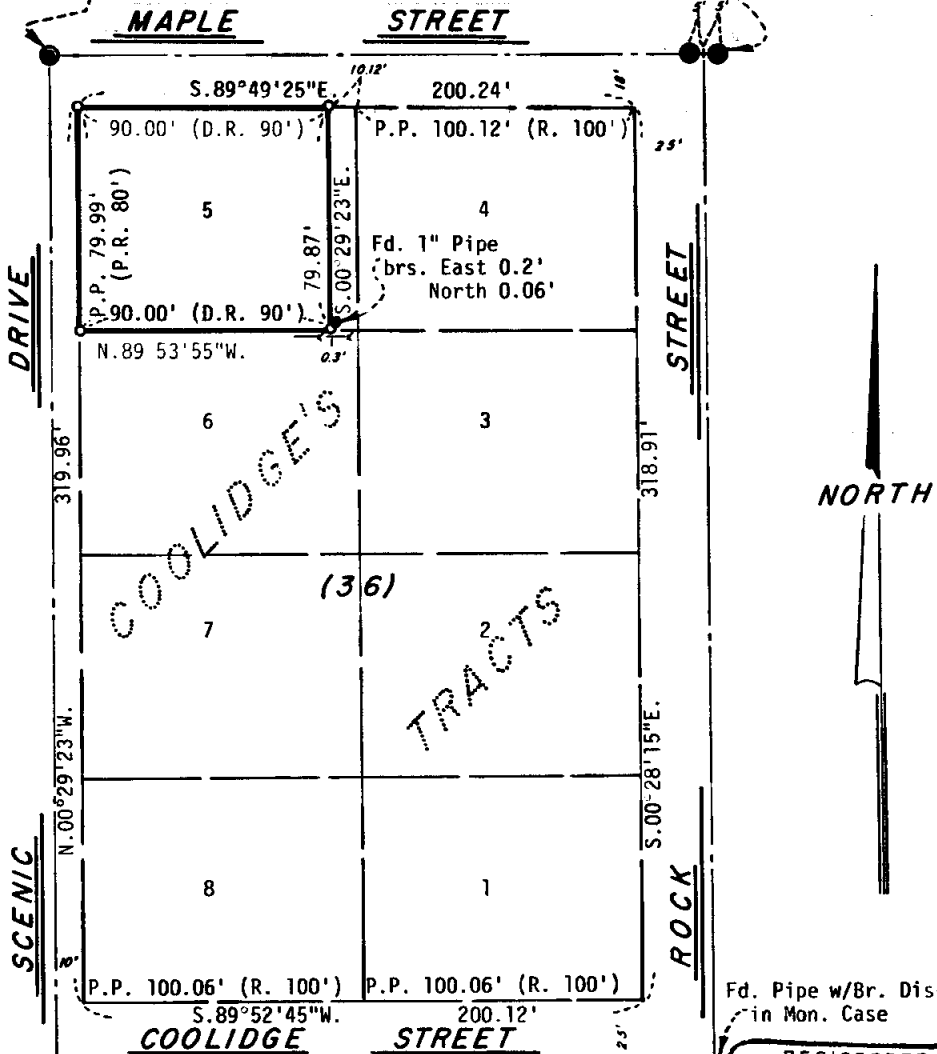 MAPLE STREET
10.12'
S.89°49'25"E. 200.24'
18'
90.00' (D.R. 90') P.P. 100.12' (R. 100')
25'
P.P. 79.99'
(P.R. 80')
5
79.87'
S.00°29'23"E.
4
Fd. 1" Pipe
brs. East 0.2'
North 0.06'
90.00' (D.R. 90')
N.89 53'55"W.
0.3'
DRIVE
STREET
6
3
COOLIDGE'S
319.96'
318.91'
NORTH
(36)
7
2
TRACTS
N.00°29'23"W.
S.00°28'15"E.
8
1
SCENIC
ROCK
10'
P.P. 100.06' (R. 100') P.P. 100.06' (R. 100')
S.89°52'45"W. 200.12'
25'
COOLIDGE STREET
Fd. Pipe w/Br. Dis
in Mon. Case